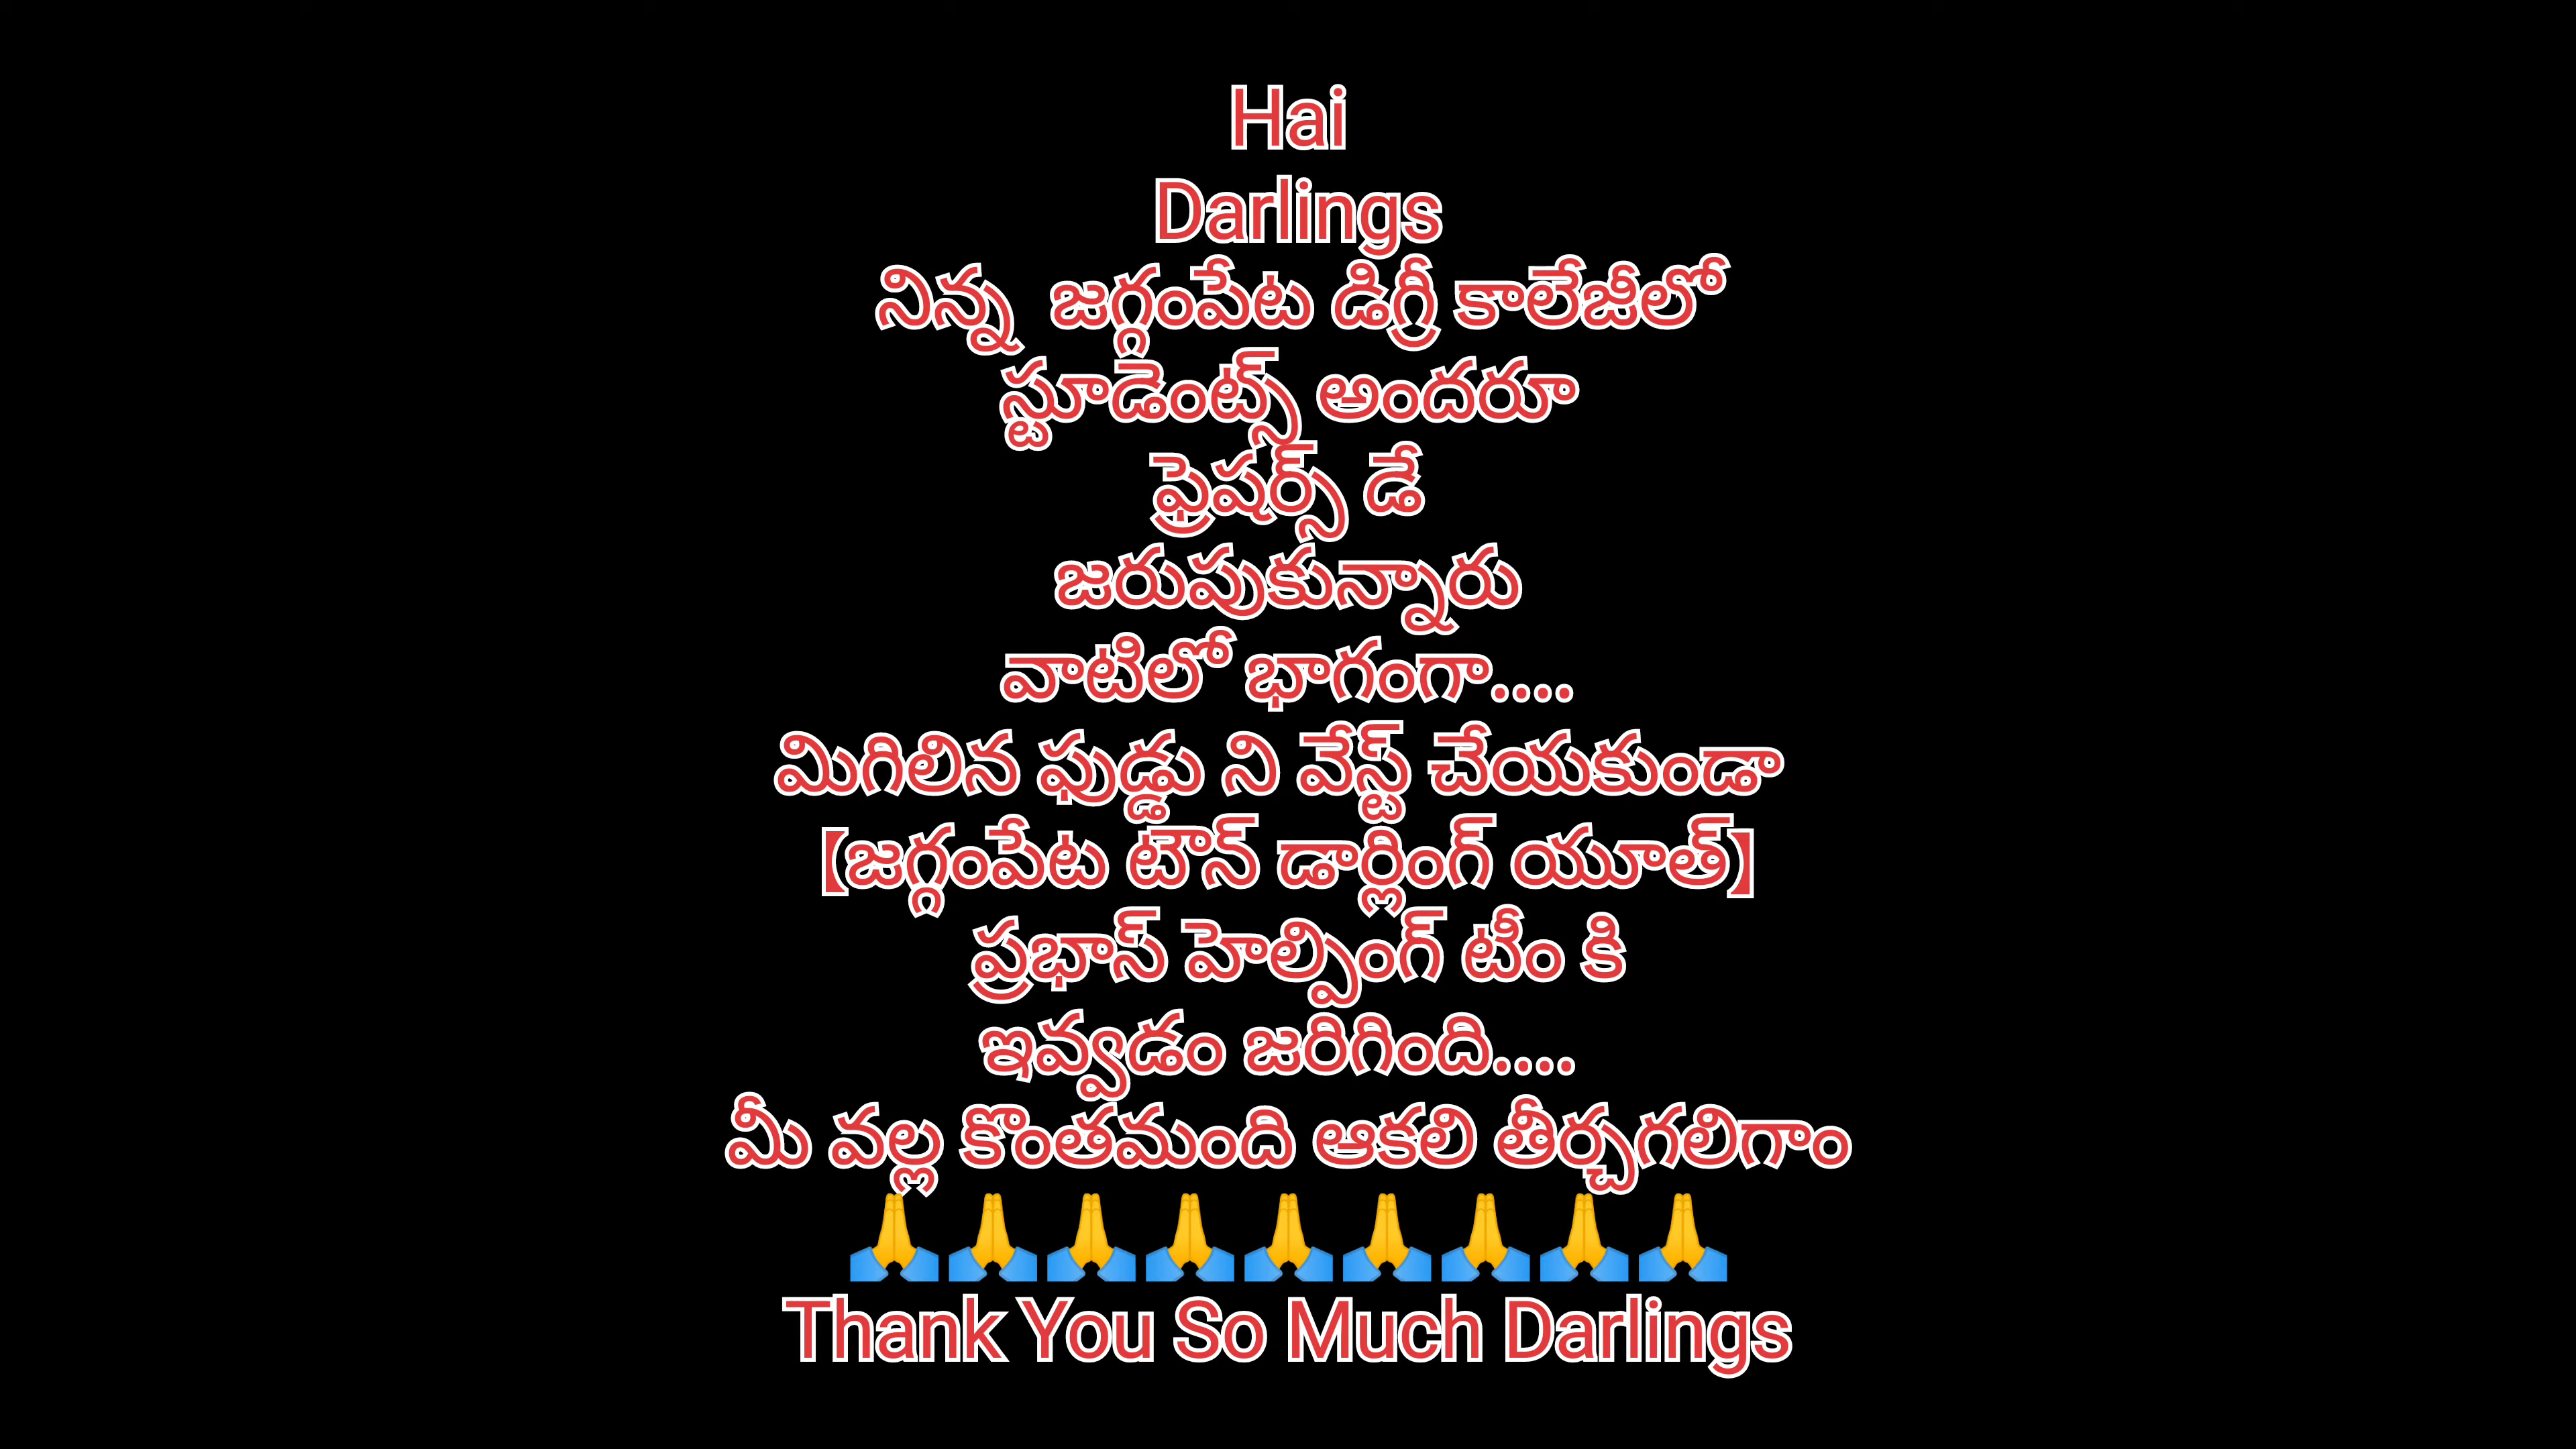 Hai
Darlings
నిన్న  జగ్గంపేట డిగ్రీ కాలేజీలో
స్టూడెంట్స్ అందరూ
ఫ్రెషర్స్ డే
జరుపుకున్నారు
వాటిలో భాగంగా....
మిగిలిన ఫుడ్డు ని వేస్ట్ చేయకుండా
【జగ్గంపేట టౌన్ డార్లింగ్ యూత్】
ప్రభాస్ హెల్పింగ్ టీం కి
ఇవ్వడం జరిగింది....
మీ వల్ల కొంతమంది ఆకలి తీర్చగలిగాం
🙏🙏🙏🙏🙏🙏🙏🙏🙏
Thank You So Much Darlings